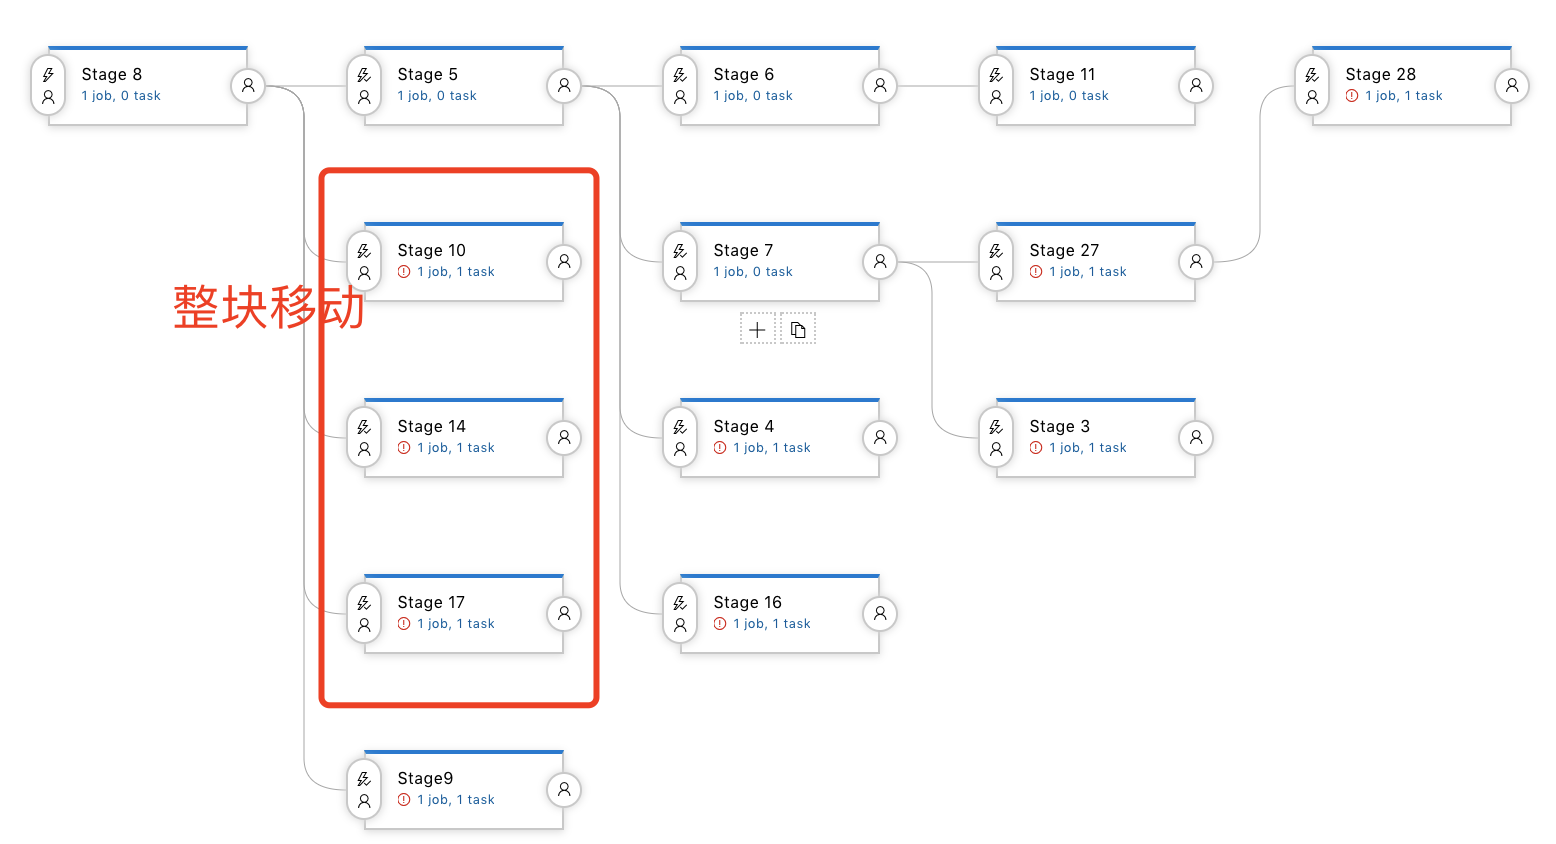 Stage 8
1 job, 0 task
Stage 5
1 job, 0 task
Stage 6
1 job, 0 task
Stage 11
1 job, 0 task
Stage 28
1 job, 1 task
Stage 10
1 job, 1 task
Stage 7
1 job, 0 task
Stage 27
1 job, 1 task
整块移动
Stage 14
1 job, 1 task
Stage 4
1 job, 1 task
Stage 3
1 job, 1 task
Stage 17
1 job, 1 task
Stage 16
1 job, 1 task
Stage9
1 job, 1 task